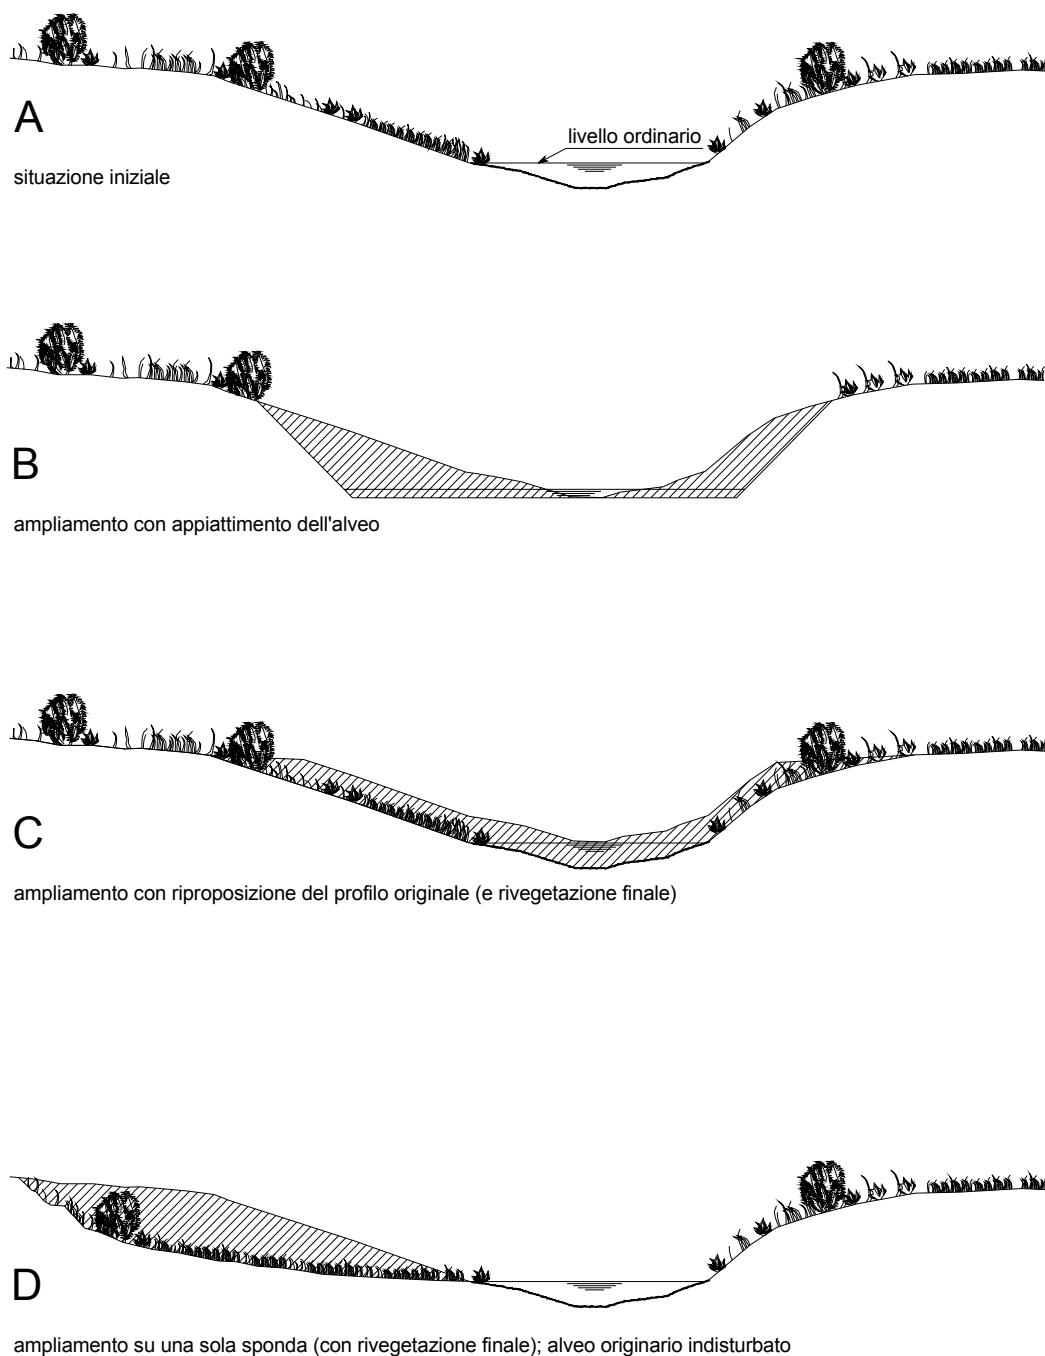 livello ordinario
A
situazione iniziale
B
ampliamento con appiattimento dell'alveo
C
ampliamento con riproposizione del profilo originale (e rivegetazione finale)
D
ampliamento su una sola sponda (con rivegetazione finale); alveo originario indisturbato